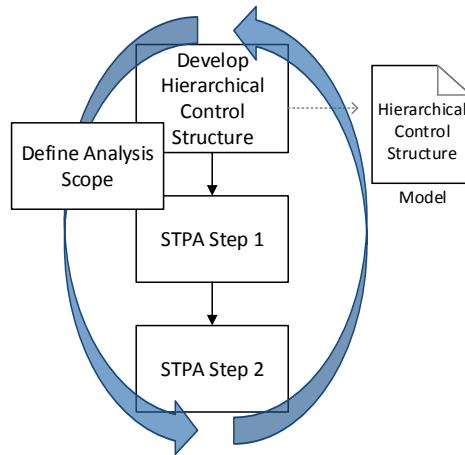 Develop
Hierarchical
Control
Structure
Hierarchical
Control
Structure
Model
Define Analysis
Scope
STPA Step 1
STPA Step 2